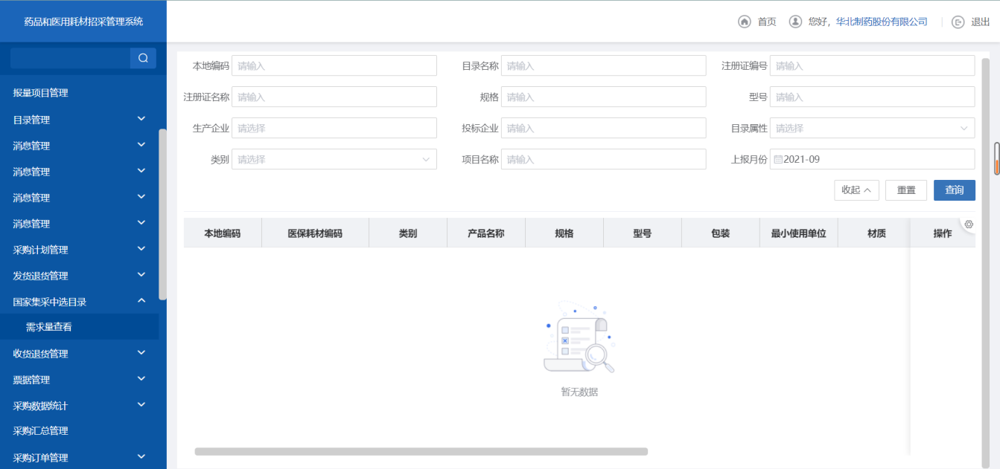 药品和医用耗材招采管理系统
首页 您好，华北制药股份有限公司 退出
报量项目管理
目录管理
消息管理
消息管理
消息管理
消息管理
采购计划管理
发货退货管理
国家集采中选目录
需求量查看
收货退货管理
票据管理
采购数据统计
采购汇总管理
采购订单管理
本地编码 请输入 目录名称 请输入 注册证编号 请输入
注册证名称 请输入 规格 请输入 型号 请输入
生产企业 请选择 投标企业 请输入 目录属性 请选择
类别 请选择 项目名称 请输入 上报月份 2021-09
收起 重置 查询
本地编码 医保耗材编码 类别 产品名称 规格 型号 包装 最小使用单位 材质 操作
暂无数据